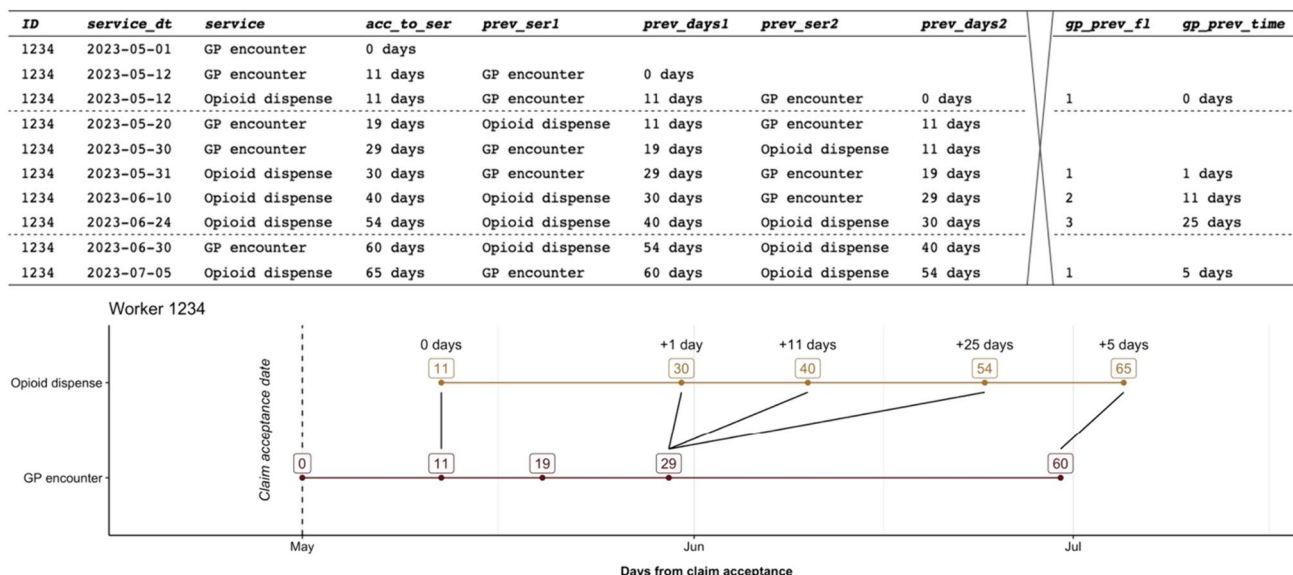 ID service_dt service acc_to_ser prev_ser1 prev_days1 prev_ser2 prev_days2 gp_prev_fl gp_prev_time
1234 2023-05-01 GP encounter 0 days
1234 2023-05-12 GP encounter 11 days GP encounter 0 days
1234 2023-05-12 Opioid dispense 11 days GP encounter 11 days GP encounter 0 days 1 0 days
1234 2023-05-20 GP encounter 19 days Opioid dispense 11 days GP encounter 11 days
1234 2023-05-30 GP encounter 29 days GP encounter 19 days Opioid dispense 11 days
1234 2023-05-31 Opioid dispense 30 days GP encounter 29 days GP encounter 19 days 1 1 days
1234 2023-06-10 Opioid dispense 40 days Opioid dispense 30 days GP encounter 29 days 2 11 days
1234 2023-06-24 Opioid dispense 54 days Opioid dispense 40 days Opioid dispense 30 days 3 25 days
1234 2023-06-30 GP encounter 60 days Opioid dispense 54 days Opioid dispense 40 days
1234 2023-07-05 Opioid dispense 65 days GP encounter 60 days Opioid dispense 54 days 1 5 days
Worker 1234
0 days +1 day +11 days +25 days +5 days
Opioid dispense 11 30 40 54 65
Claim acceptance date
GP encounter 0 11 19 29 60
May Jun Jul
Days from claim acceptance